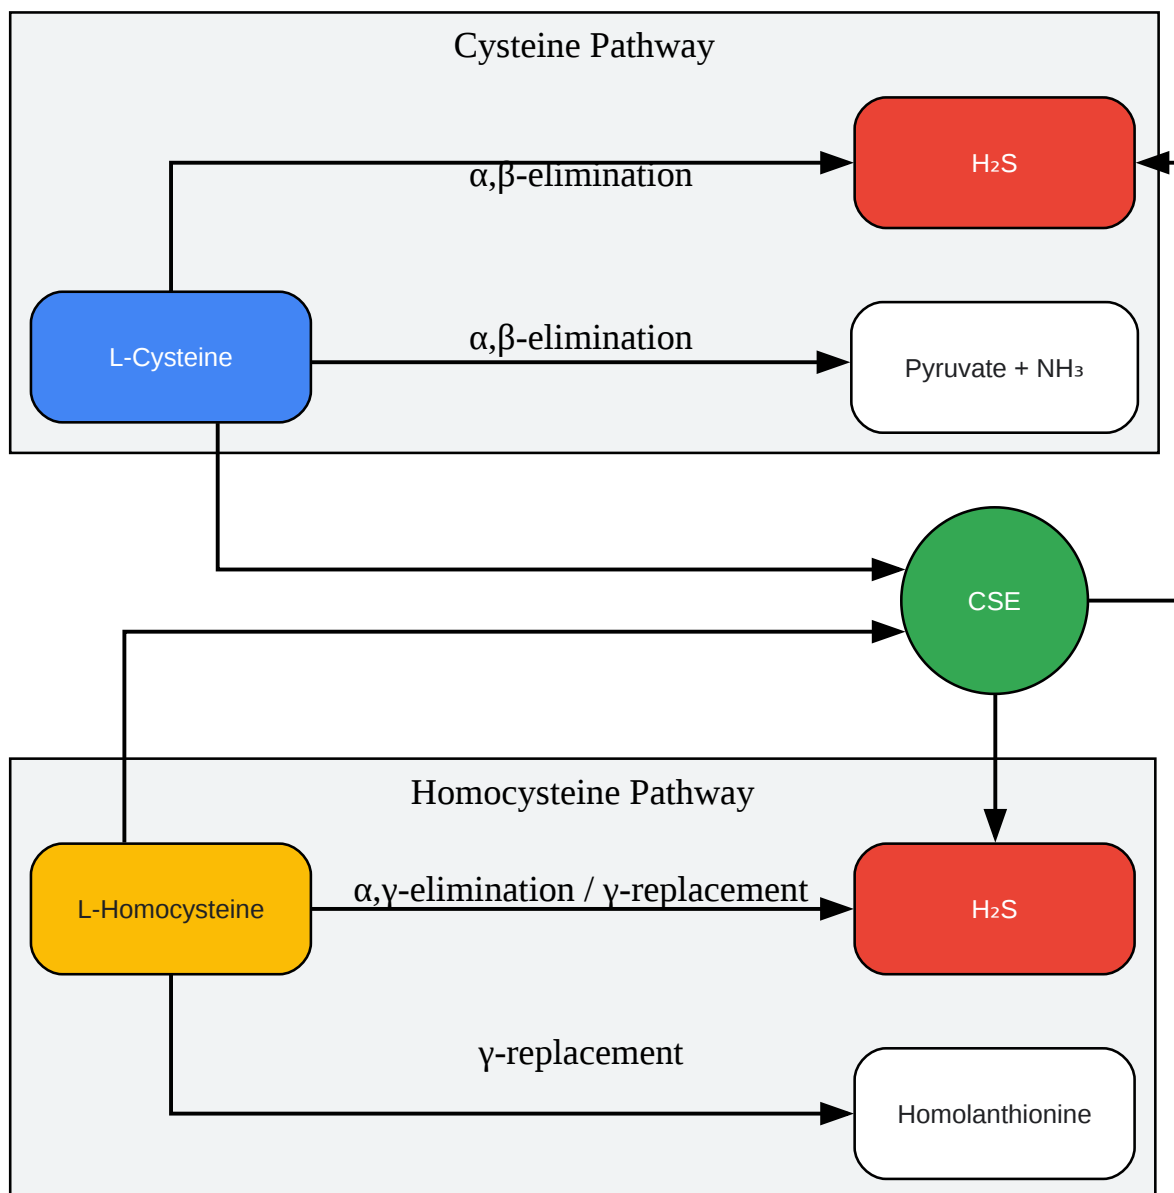 Cysteine Pathway
α,β-elimination
H₂S
L-Cysteine
α,β-elimination
Pyruvate + NH₃
CSE
Homocysteine Pathway
L-Homocysteine
α,γ-elimination / γ-replacement
H₂S
γ-replacement
Homolanthionine